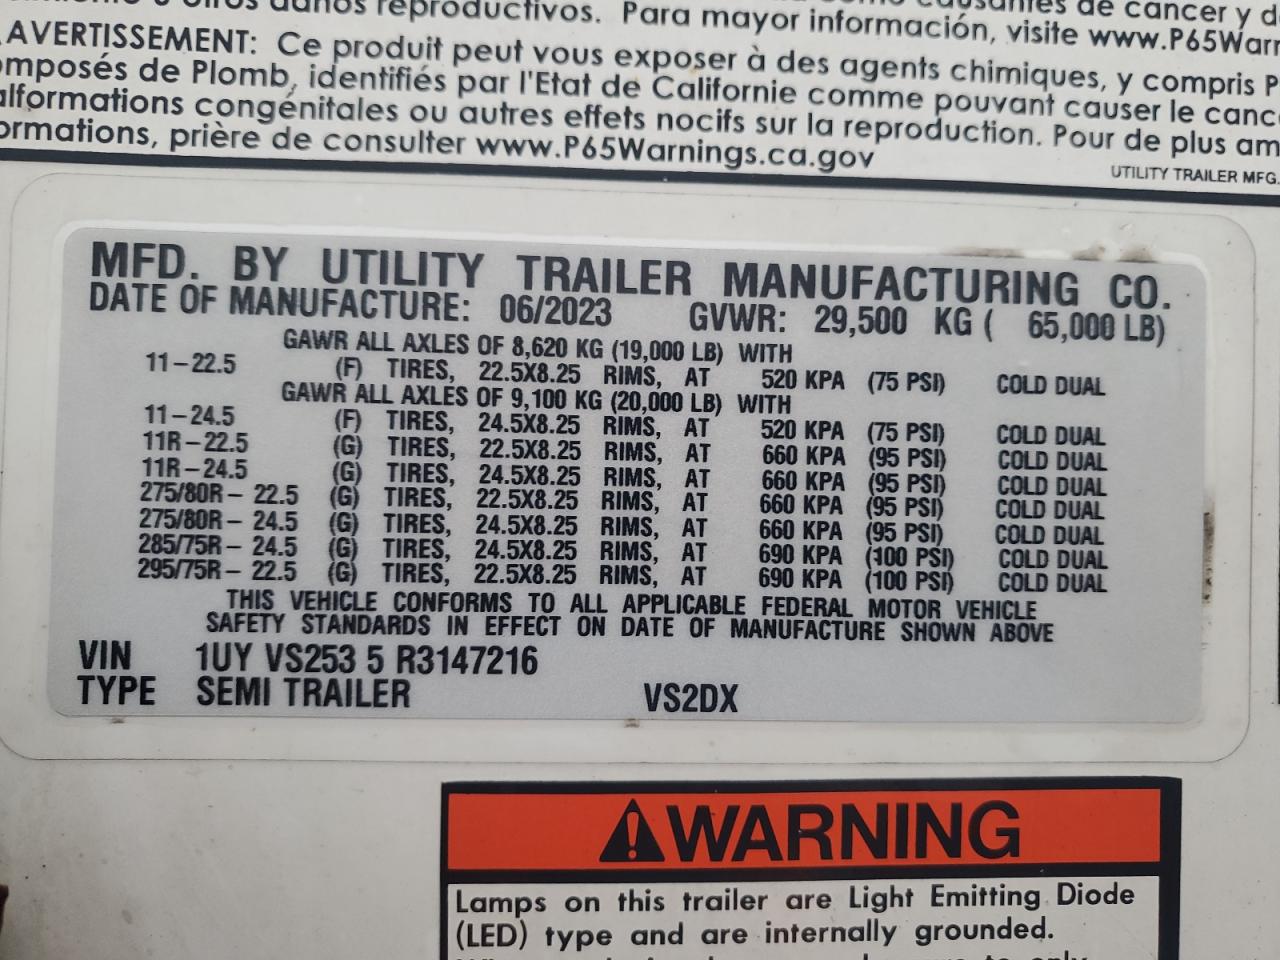 otros daños reproductivos. Para mayor información, visite www.P65Warn
causantes de cáncer y d
AVERTISSEMENT: Ce produit peut vous exposer à des agents chimiques, y compris P
omposés de Plomb, identifiés par l'Etat de Californie comme pouvant causer le canc
alformations congénitales ou autres effets nocifs sur la reproduction. Pour de plus am
ormations, prière de consulter www.P65Warnings.ca.gov
UTILITY TRAILER MFG.
MFD. BY UTILITY TRAILER MANUFACTURING CO.
DATE OF MANUFACTURE: 06/2023 GVWR: 29,500 KG ( 65,000 LB)
GAWR ALL AXLES OF 8,620 KG (19,000 LB) WITH
11-22.5 (F) TIRES, 22.5X8.25 RIMS, AT 520 KPA (75 PSI) COLD DUAL
GAWR ALL AXLES OF 9,100 KG (20,000 LB) WITH
11-24.5 (F) TIRES, 24.5X8.25 RIMS, AT 520 KPA (75 PSI) COLD DUAL
11R-22.5 (G) TIRES, 22.5X8.25 RIMS, AT 660 KPA (95 PSI) COLD DUAL
11R-24.5 (G) TIRES, 24.5X8.25 RIMS, AT 660 KPA (95 PSI) COLD DUAL
275/80R- 22.5 (G) TIRES, 22.5X8.25 RIMS, AT 660 KPA (95 PSI) COLD DUAL
275/80R- 24.5 (G) TIRES, 24.5X8.25 RIMS, AT 660 KPA (95 PSI) COLD DUAL
285/75R- 24.5 (G) TIRES, 24.5X8.25 RIMS, AT 690 KPA (100 PSI) COLD DUAL
295/75R- 22.5 (G) TIRES, 22.5X8.25 RIMS, AT 690 KPA (100 PSI) COLD DUAL
THIS VEHICLE CONFORMS TO ALL APPLICABLE FEDERAL MOTOR VEHICLE
SAFETY STANDARDS IN EFFECT ON DATE OF MANUFACTURE SHOWN ABOVE
VIN 1UY VS253 5 R3147216
TYPE SEMI TRAILER VS2DX
WARNING
Lamps on this trailer are Light Emitting Diode
(LED) type and are internally grounded.